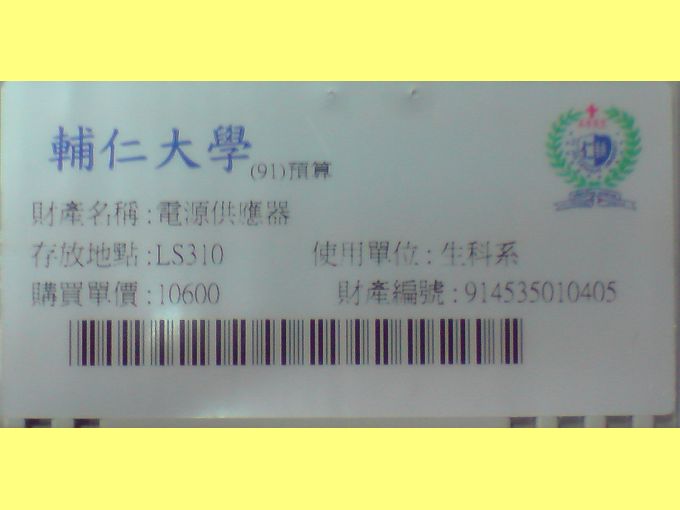 輔仁大學 (91)預算
財產名稱:電源供應器
存放地點:LS310 使用單位:生科系
購買單價:10600 財產編號:914535010405